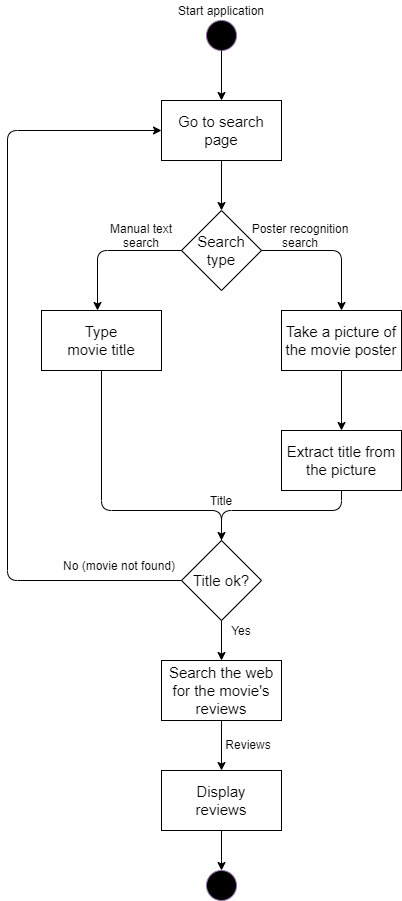 Start application
Go to search
page
Manual text
search
Search
type
Poster recognition
search
Type
movie title
Take a picture of
the movie poster
Extract title from
the picture
Title
No (movie not found)
Title ok?
Yes
Search the web
for the movie's
reviews
Reviews
Display
reviews